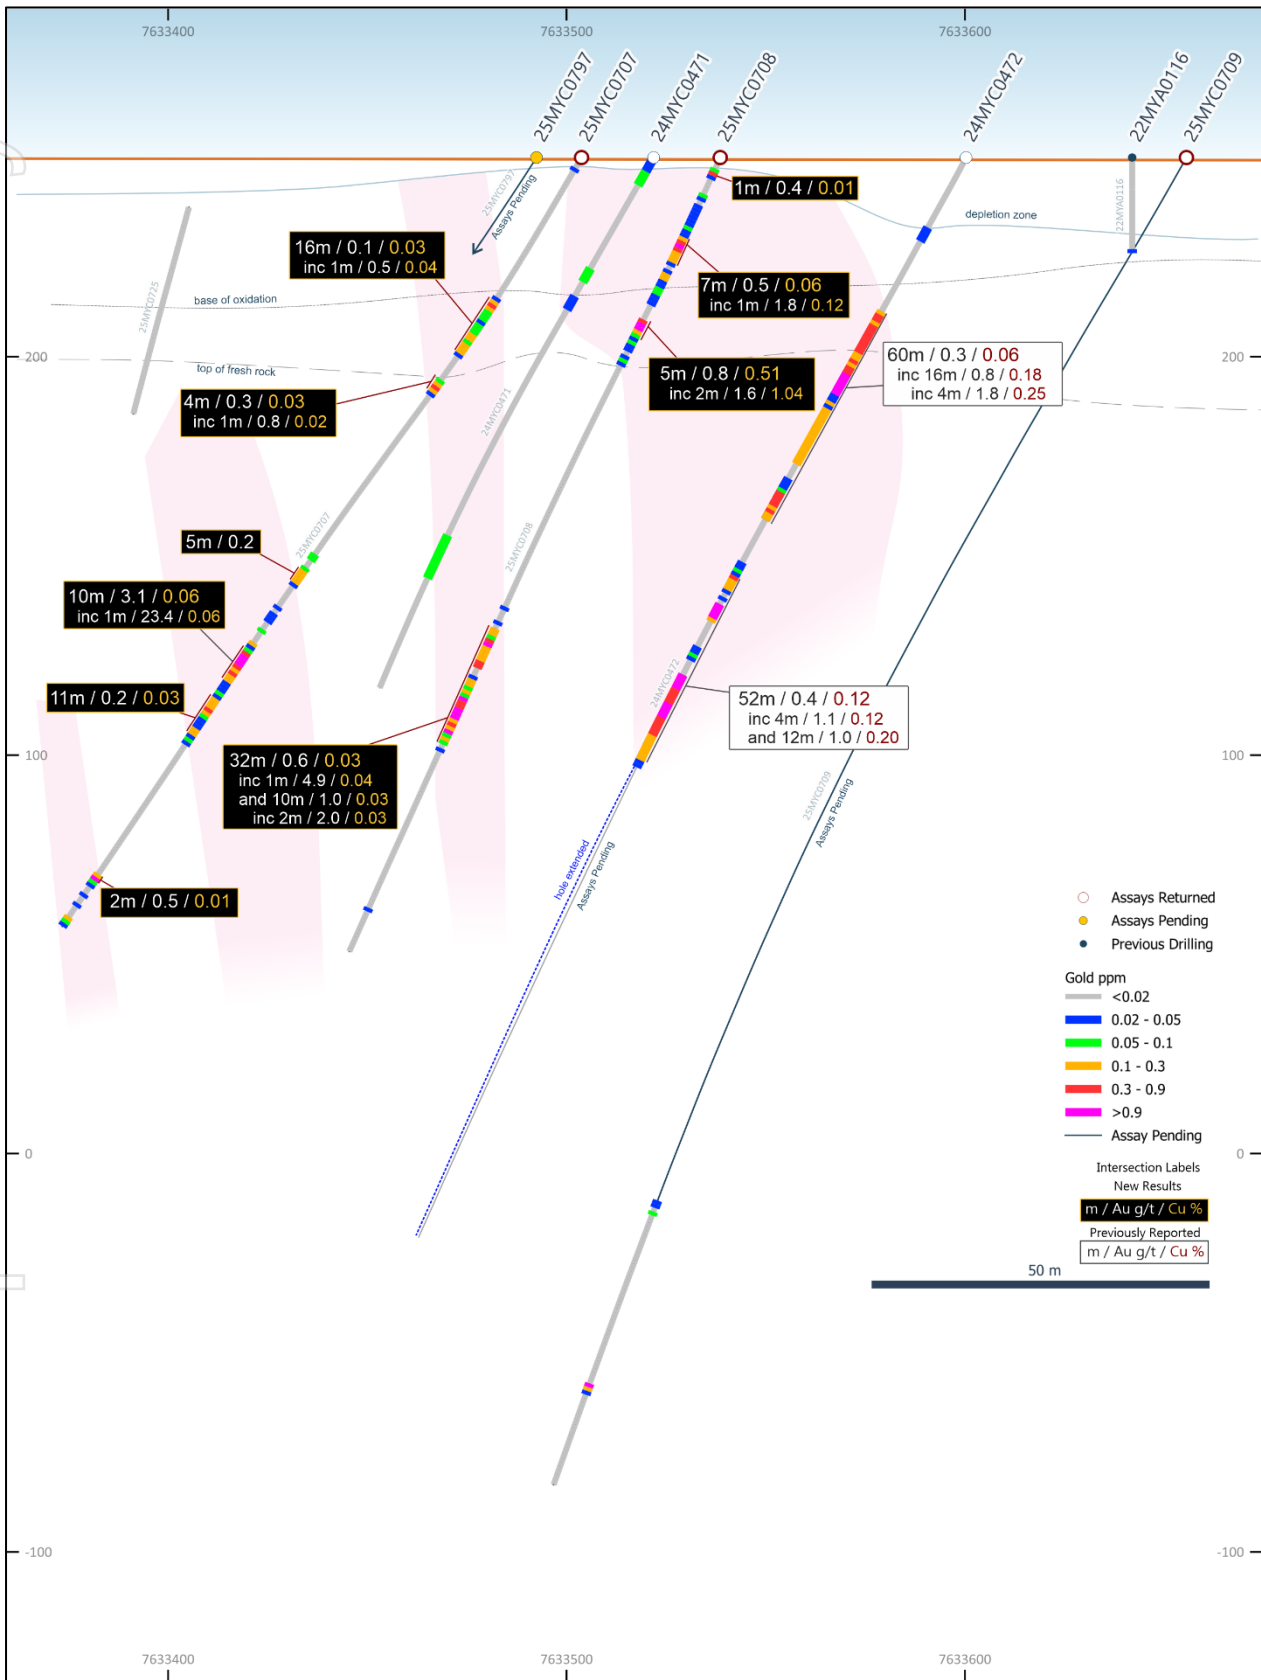 7633400
7633500
7633600
25MYC0797
25MYC0707
24MYC0471
25MYC0708
24MYC0472
22MYA0116
25MYC0709
25MYC0797
Assays Pending
1m / 0.4 / 0.01
22MYA0116
depletion zone
16m / 0.1 / 0.03
inc 1m / 0.5 / 0.04
7m / 0.5 / 0.06
inc 1m / 1.8 / 0.12
25MYC0725
base of oxidation
200
200
top of fresh rock
60m / 0.3 / 0.06
inc 16m / 0.8 / 0.18
inc 4m / 1.8 / 0.25
5m / 0.8 / 0.51
inc 2m / 1.6 / 1.04
4m / 0.3 / 0.03
inc 1m / 0.8 / 0.02
24MYC0471
25MYC0707
25MYC0708
5m / 0.2
10m / 3.1 / 0.06
inc 1m / 23.4 / 0.06
24MYC0472
11m / 0.2 / 0.03
52m / 0.4 / 0.12
inc 4m / 1.1 / 0.12
and 12m / 1.0 / 0.20
100
100
32m / 0.6 / 0.03
inc 1m / 4.9 / 0.04
and 10m / 1.0 / 0.03
inc 2m / 2.0 / 0.03
25MYC0709
Assays Pending
hole extended
Assays Pending
2m / 0.5 / 0.01
Assays Returned
Assays Pending
Previous Drilling
Gold ppm
<0.02
0.02 - 0.05
0.05 - 0.1
0.1 - 0.3
0.3 - 0.9
>0.9
Assay Pending
0
0
Intersection Labels
New Results
m / Au g/t / Cu %
Previously Reported
m / Au g/t / Cu %
50 m
-100
-100
7633400
7633500
7633600